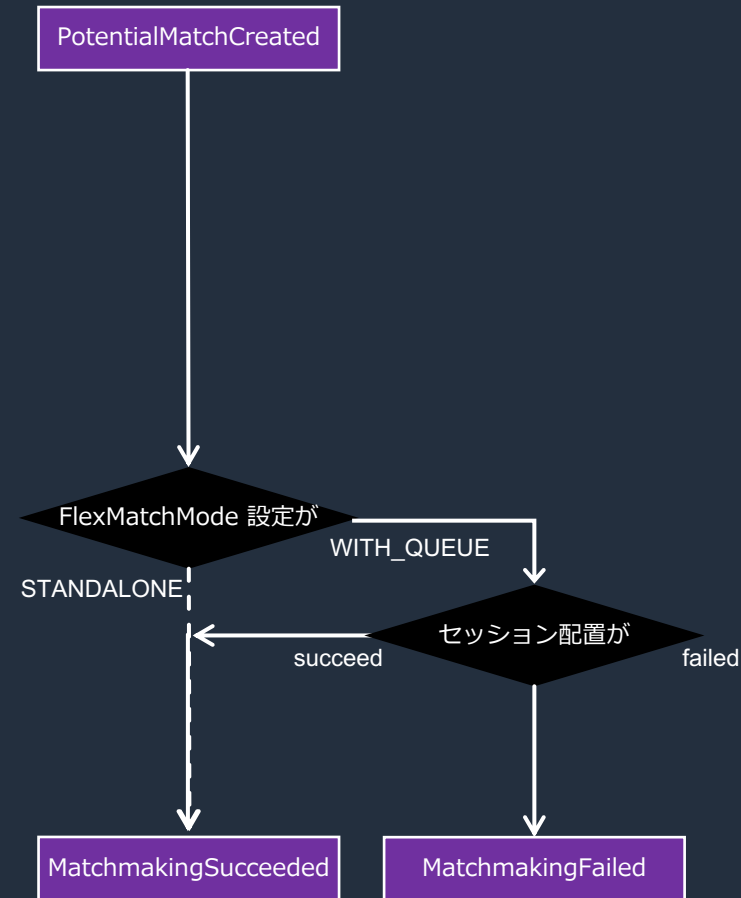 PotentialMatchCreated
FlexMatchMode 設定が
WITH_QUEUE
STANDALONE
セッション配置が
succeed
failed
MatchmakingSucceeded
MatchmakingFailed